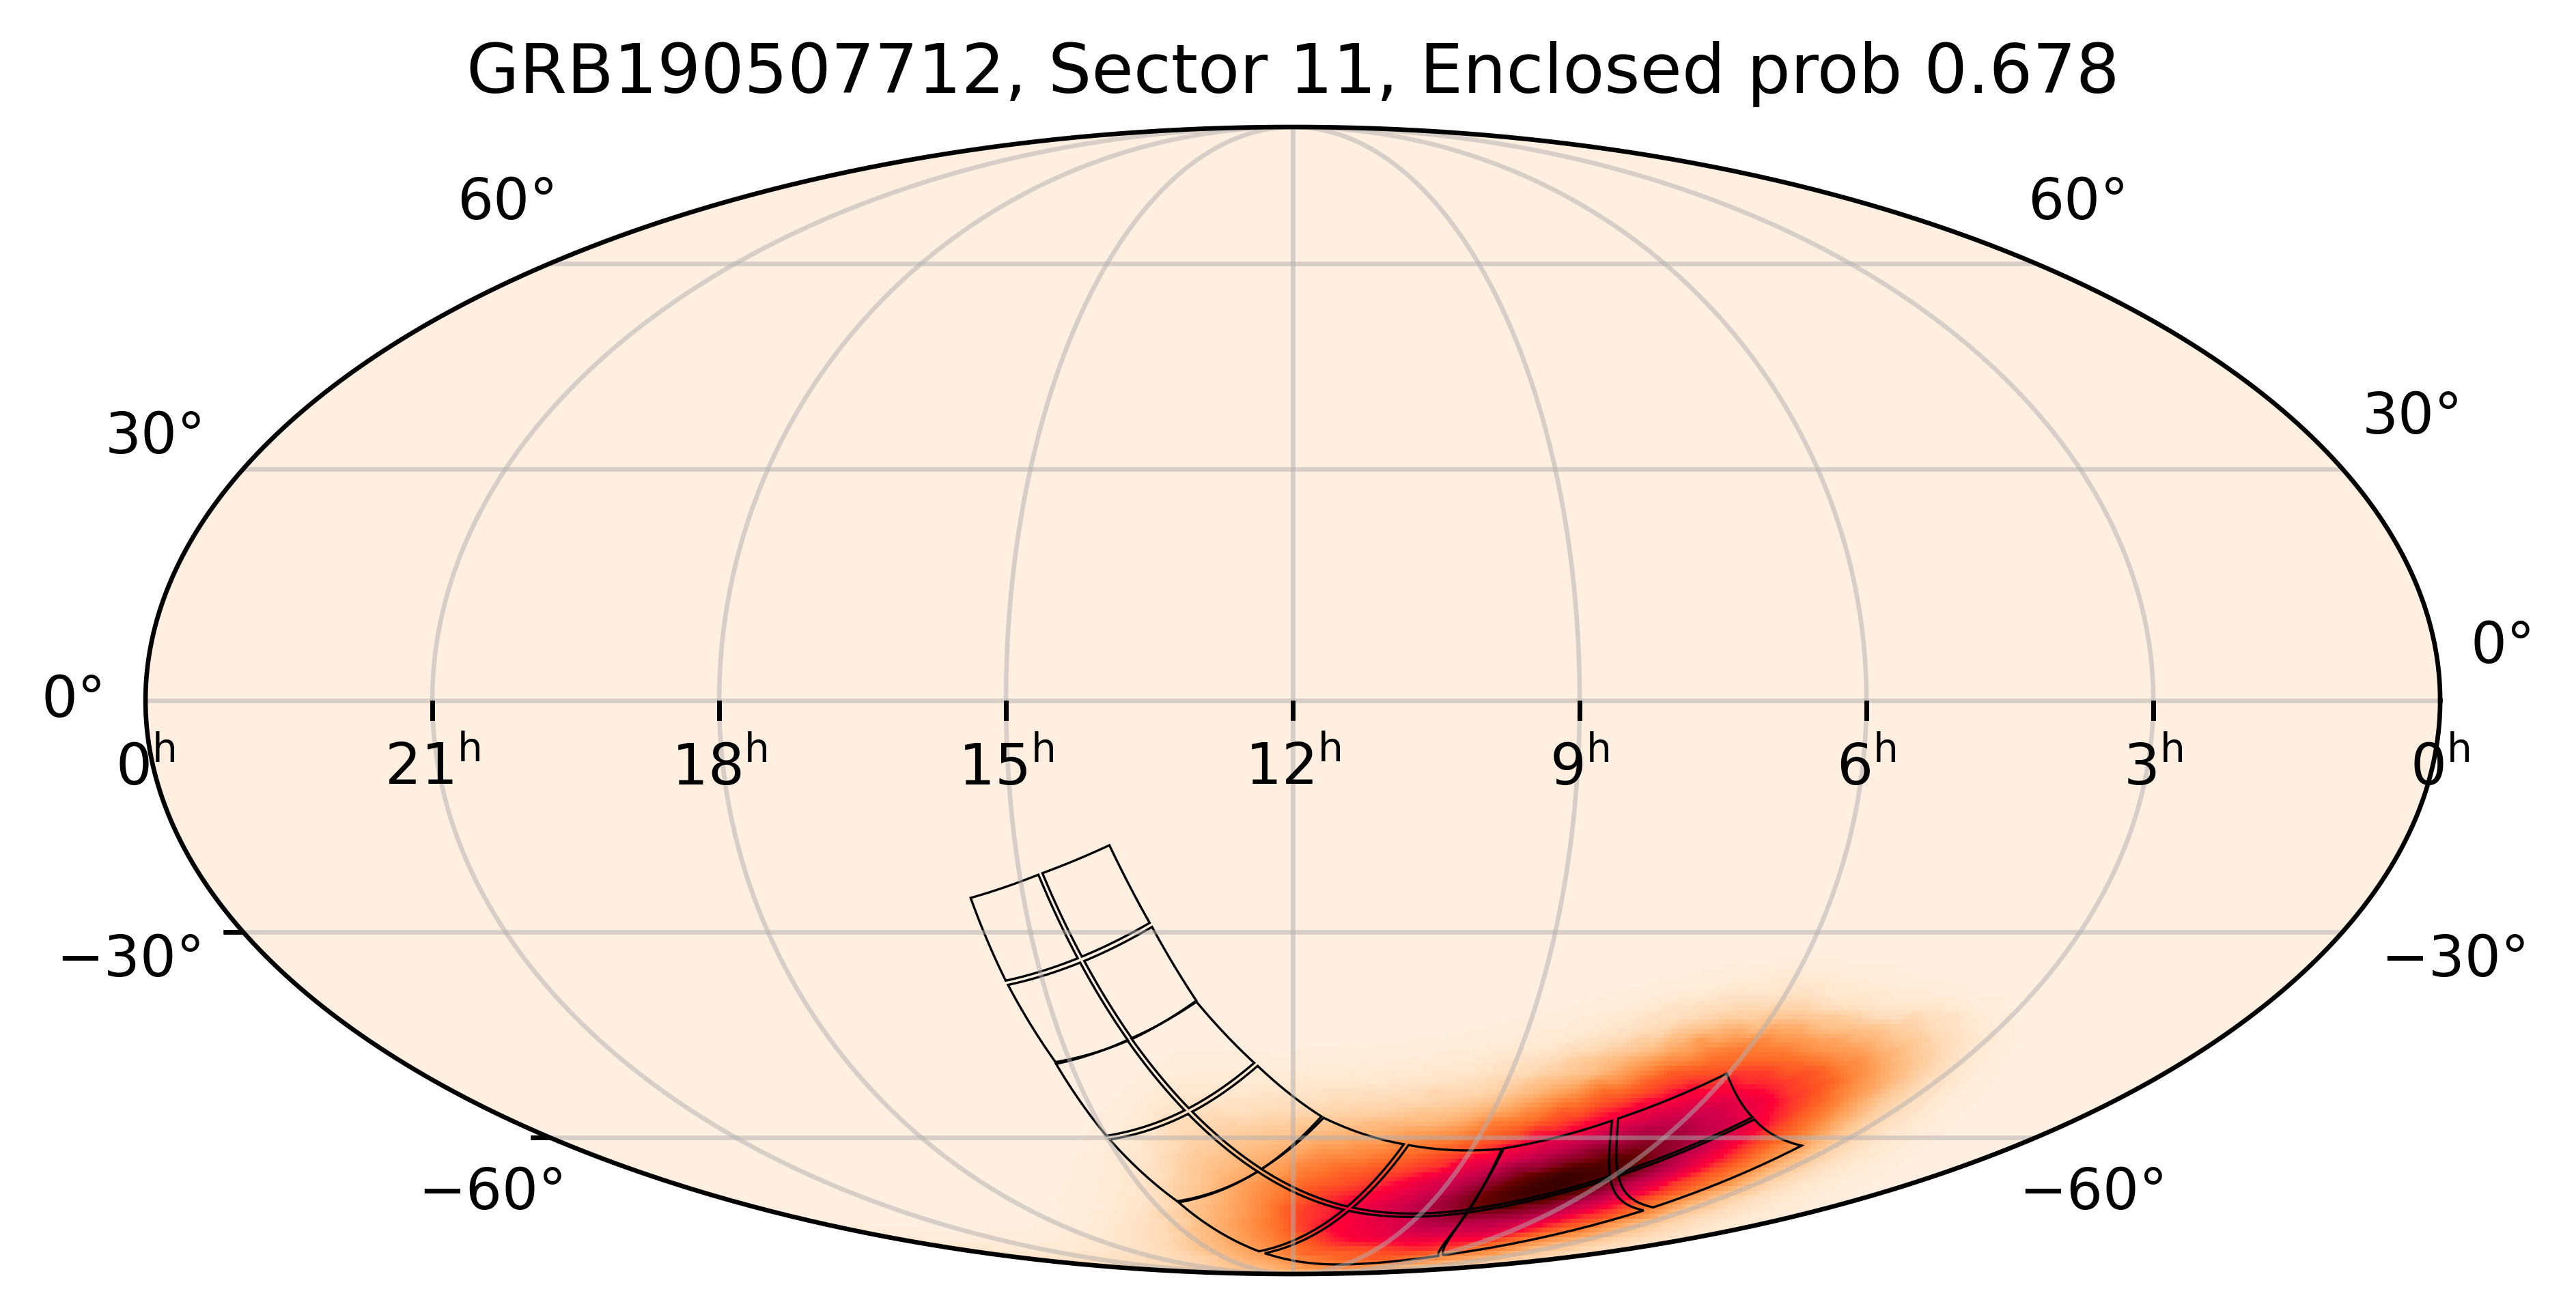 GRB190507712, Sector 11, Enclosed prob 0.678
60° 60°
30° 30°
0° 0°
0ʰ 21ʰ 18ʰ 15ʰ 12ʰ 9ʰ 6ʰ 3ʰ 0ʰ
−30° −30°
−60° −60°